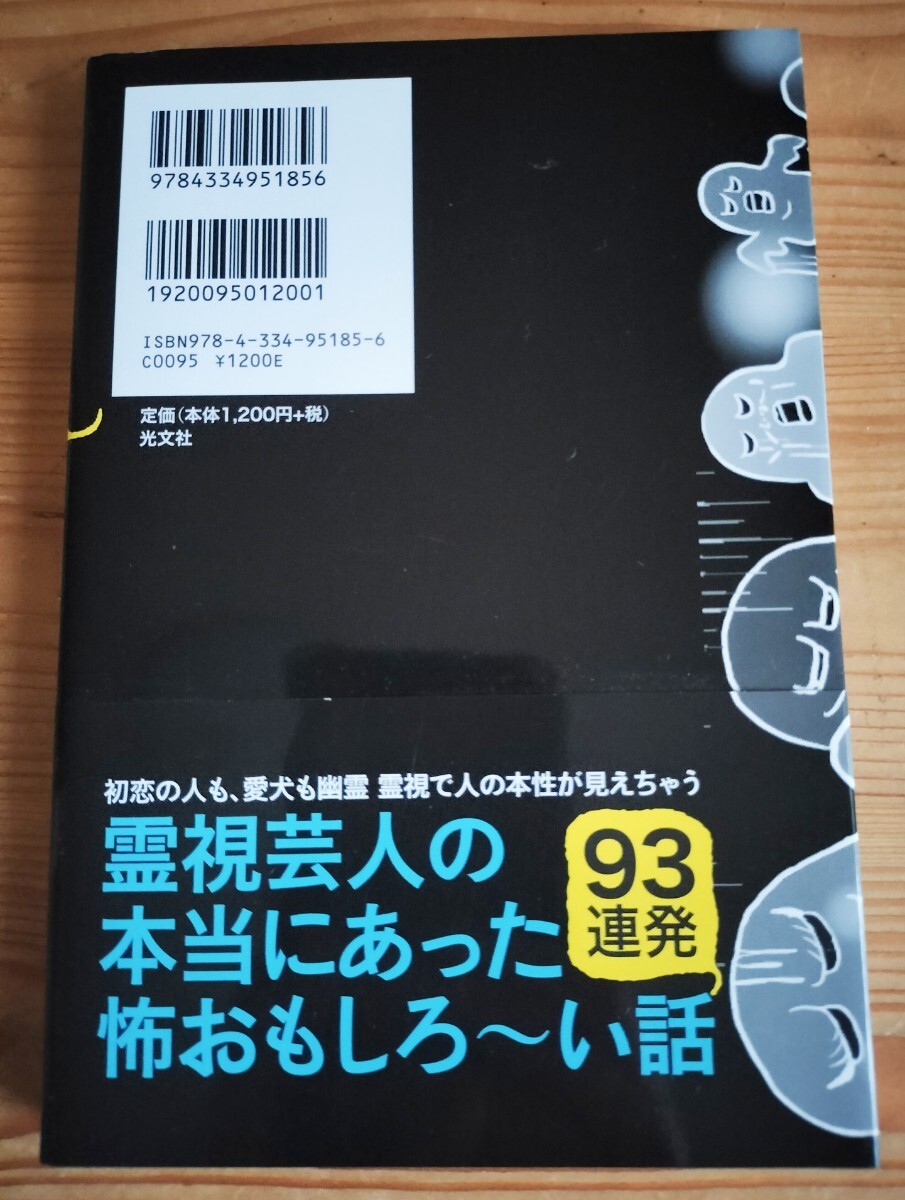 9784334951856
1920095012001
ISBN978-4-334-95185-6
C0095 ¥1200E
定価(本体1,200円+税)
光文社
初恋の人も、愛犬も幽霊 霊視で人の本性が見えちゃう
霊視芸人の
本当にあった
怖おもしろ〜い話
93
連発